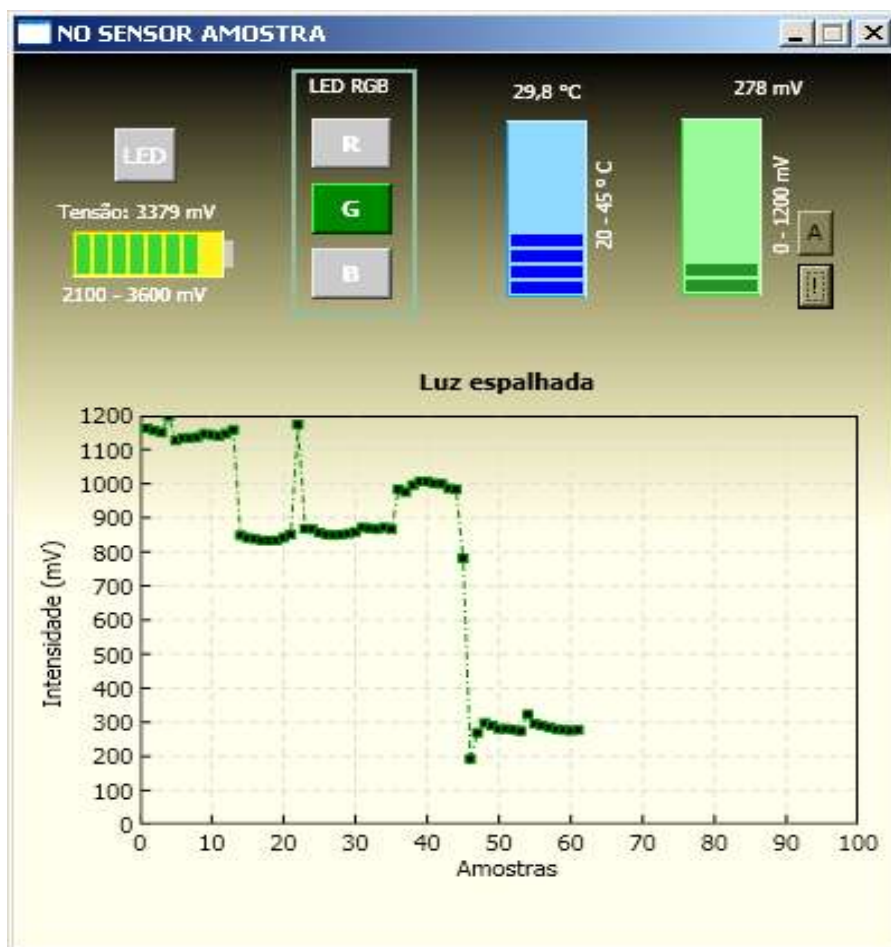 NO SENSOR AMOSTRA
LED
Tensão: 3379 mV
2100 - 3600 mV
LED RGB
R
G
B
29,8 °C
20 - 45 º C
278 mV
0 - 1200 mV
A
!
Luz espalhada
Intensidade (mV)
1200
1100
1000
900
800
700
600
500
400
300
200
100
0
0 10 20 30 40 50 60 70 80 90 100
Amostras